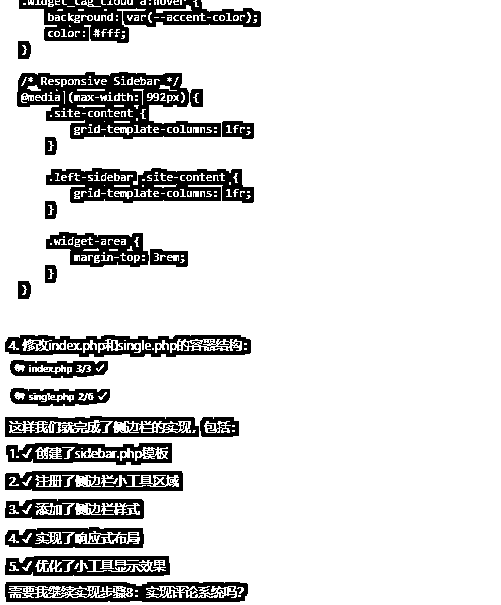 .widget_tag_cloud a:hover {
background: var(--accent-color);
color: #fff;
}
/* Responsive Sidebar */
@media (max-width: 992px) {
.site-content {
grid-template-columns: 1fr;
}
.left-sidebar .site-content {
grid-template-columns: 1fr;
}
.widget-area {
margin-top: 3rem;
}
}
4. 修改index.php和single.php的容器结构：
index.php 3/3 ✓
single.php 2/6 ✓
这样我们就完成了侧边栏的实现，包括：
1. ✓ 创建了sidebar.php模板
2. ✓ 注册了侧边栏小工具区域
3. ✓ 添加了侧边栏样式
4. ✓ 实现了响应式布局
5. ✓ 优化了小工具显示效果
需要我继续实现步骤8：实现评论系统吗？